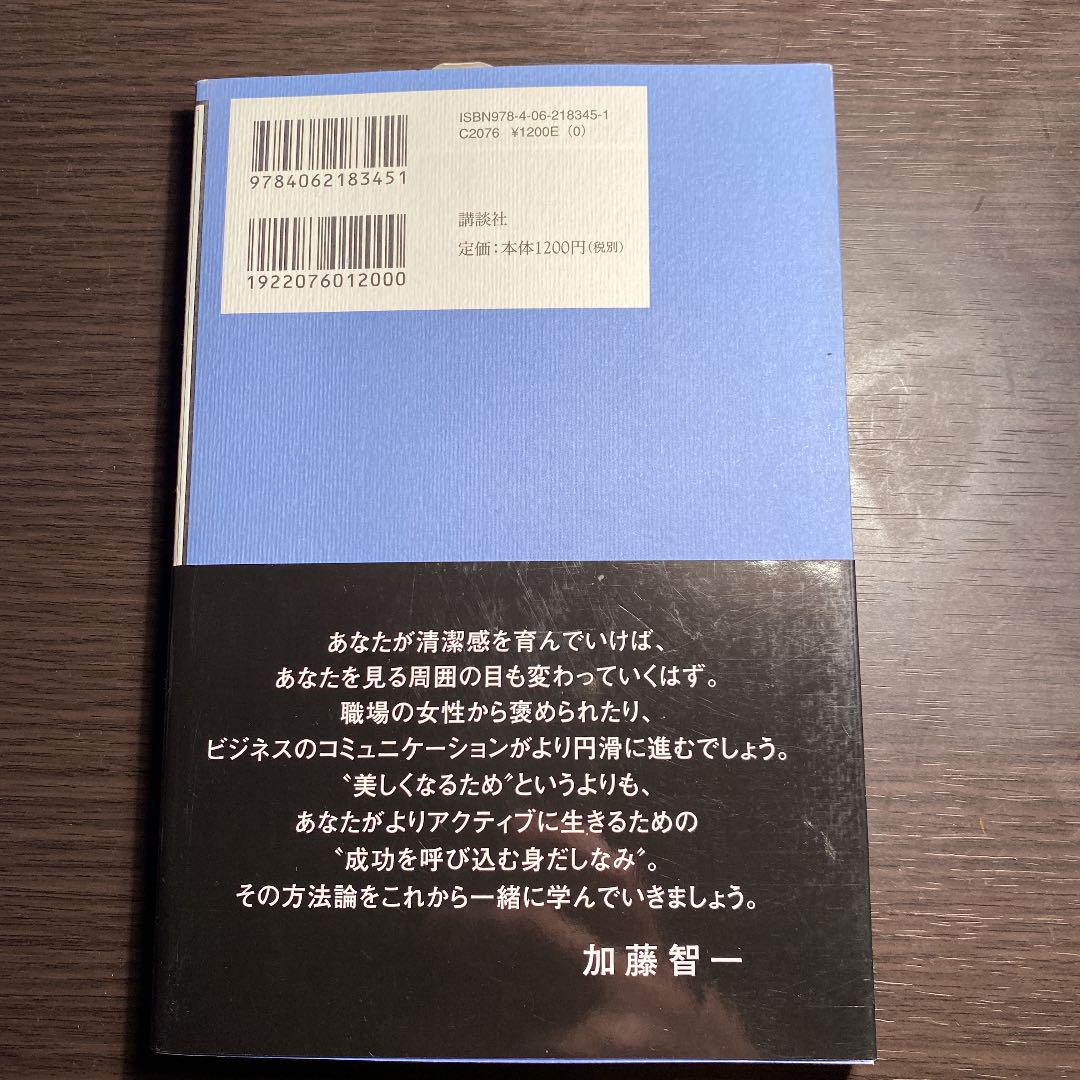 ISBN978-4-06-218345-1
C2076 ¥1200E (0)
9784062183451
講談社
定価：本体1200円(税別)
1922076012000
あなたが清潔感を育んでいけば、
あなたを見る周囲の目も変わっていくはず。
職場の女性から褒められたり、
ビジネスのコミュニケーションがより円滑に進むでしょう。
〝美しくなるため〞というよりも、
あなたがよりアクティブに生きるための
〝成功を呼び込む身だしなみ〞。
その方法論をこれから一緒に学んでいきましょう。
加藤智一